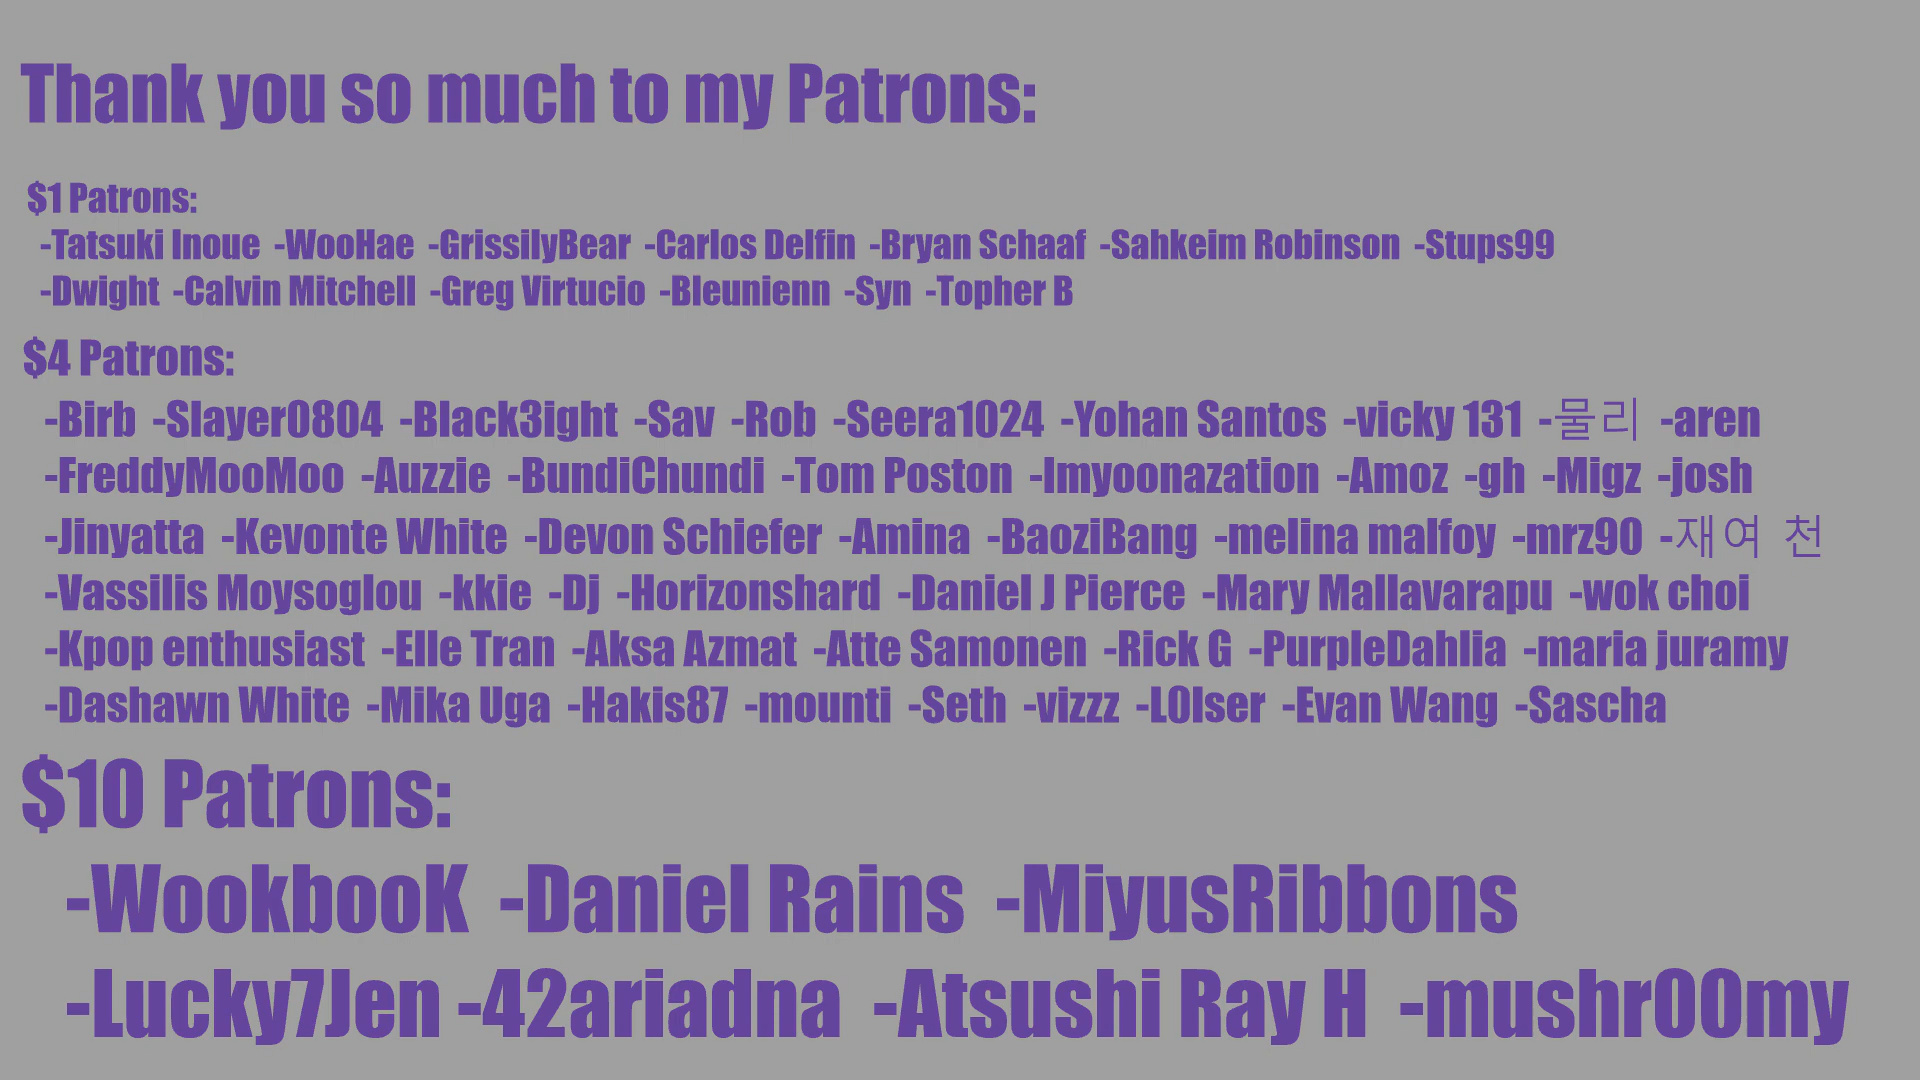 Thank you so much to my Patrons:
$1 Patrons:
-Tatsuki Inoue -WooHae -GrissilyBear -Carlos Delfin -Bryan Schaaf -Sahkeim Robinson -Stups99
-Dwight -Calvin Mitchell -Greg Virtucio -Bleunienn -Syn -Topher B
$4 Patrons:
-Birb -Slayer0804 -Black3ight -Sav -Rob -Seera1024 -Yohan Santos -vicky 131 -물리 -aren
-FreddyMooMoo -Auzzie -BundiChundi -Tom Poston -Imyoonazation -Amoz -gh -Migz -josh
-Jinyatta -Kevonte White -Devon Schiefer -Amina -BaoziBang -melina malfoy -mrz90 -재여 천
-Vassilis Moysoglou -kkie -Dj -Horizonshard -Daniel J Pierce -Mary Mallavarapu -wok choi
-Kpop enthusiast -Elle Tran -Aksa Azmat -Atte Samonen -Rick G -PurpleDahlia -maria juramy
-Dashawn White -Mika Uga -Hakis87 -mounti -Seth -vizzz -L0lser -Evan Wang -Sascha
$10 Patrons:
-WookbooK -Daniel Rains -MiyusRibbons
-Lucky7Jen -42ariadna -Atsushi Ray H -mushr00my